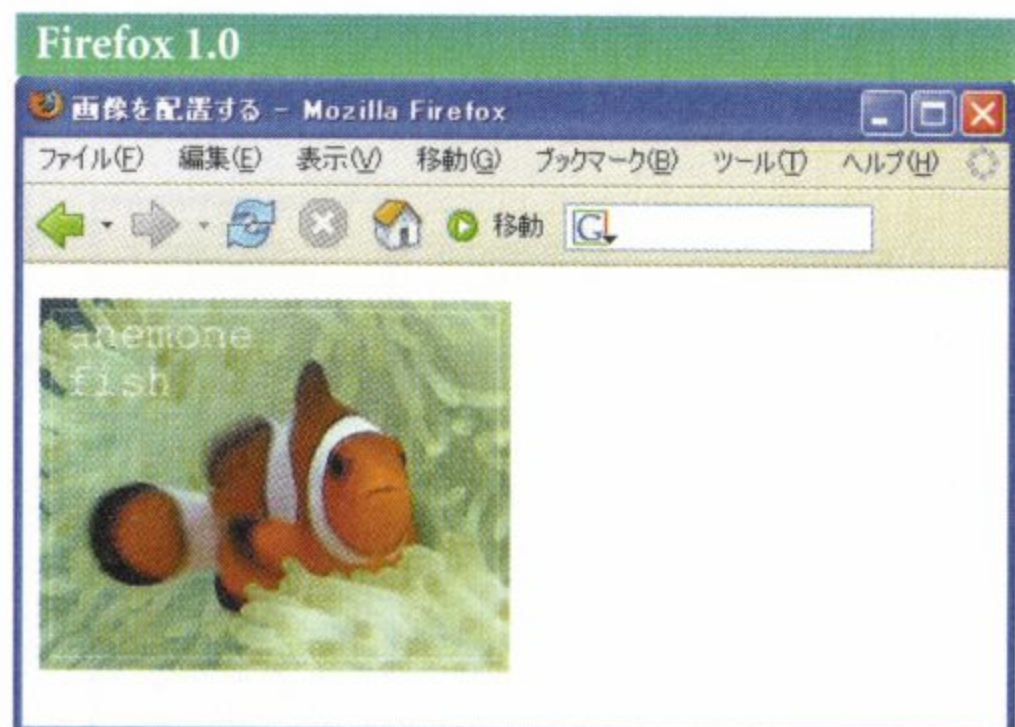 Firefox 1.0
画像を配置する - Mozilla Firefox
ファイル(F) 編集(E) 表示(V) 移動(G) ブックマーク(B) ツール(T) ヘルプ(H)
移動 G
anemone
fish